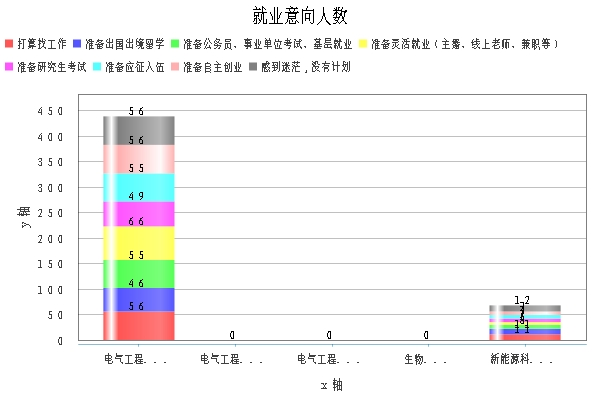 就业意向人数
打算找工作 准备出国出境留学 准备公务员、事业单位考试、基层就业 准备灵活就业（主播、线上老师、兼职等）
准备研究生考试 准备应征入伍 准备自主创业 感到迷茫，没有计划
450
400
350
300
250
200
150
100
50
0
y轴
56
56
55
49
66
55
46
56
0 0 0
12
11
电气工程... 电气工程... 电气工程... 生物... 新能源科...
x轴